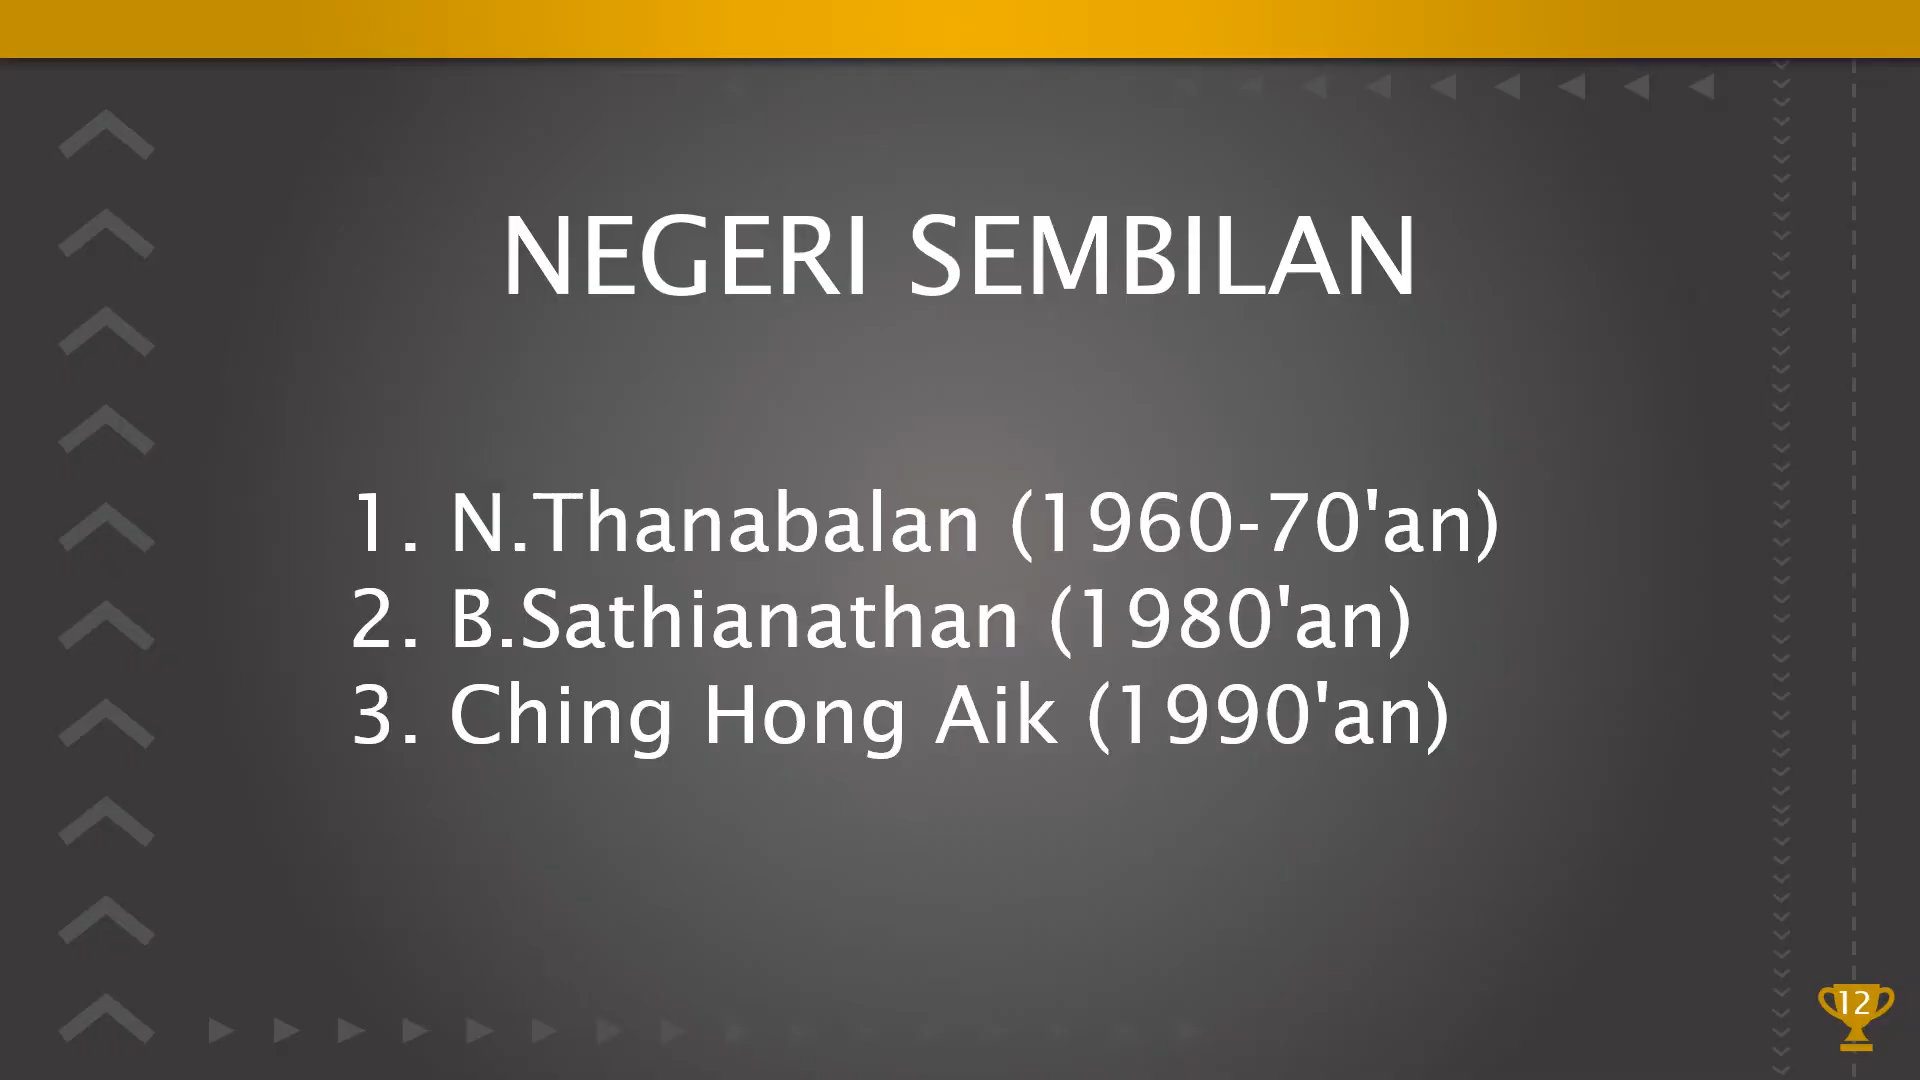 NEGERI SEMBILAN
1. N.Thanabalan (1960-70'an)
2. B.Sathianathan (1980'an)
3. Ching Hong Aik (1990'an)
12